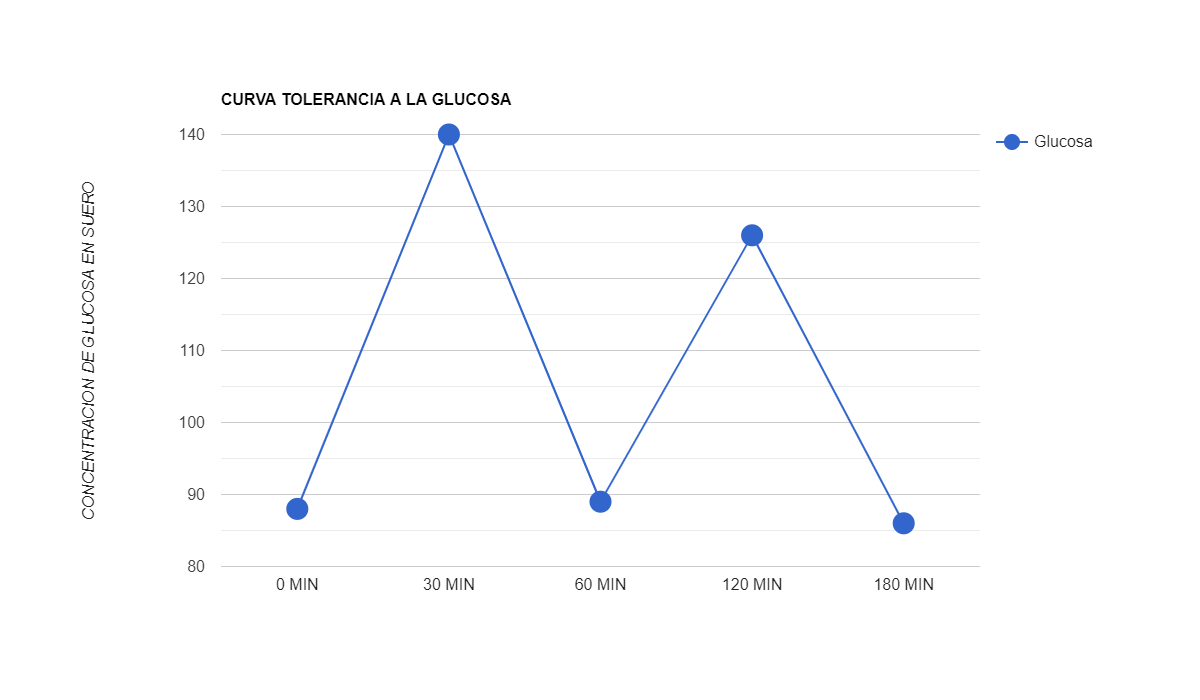 CURVA TOLERANCIA A LA GLUCOSA
Glucosa
CONCENTRACION DE GLUCOSA EN SUERO
140
130
120
110
100
90
80
0 MIN
30 MIN
60 MIN
120 MIN
180 MIN